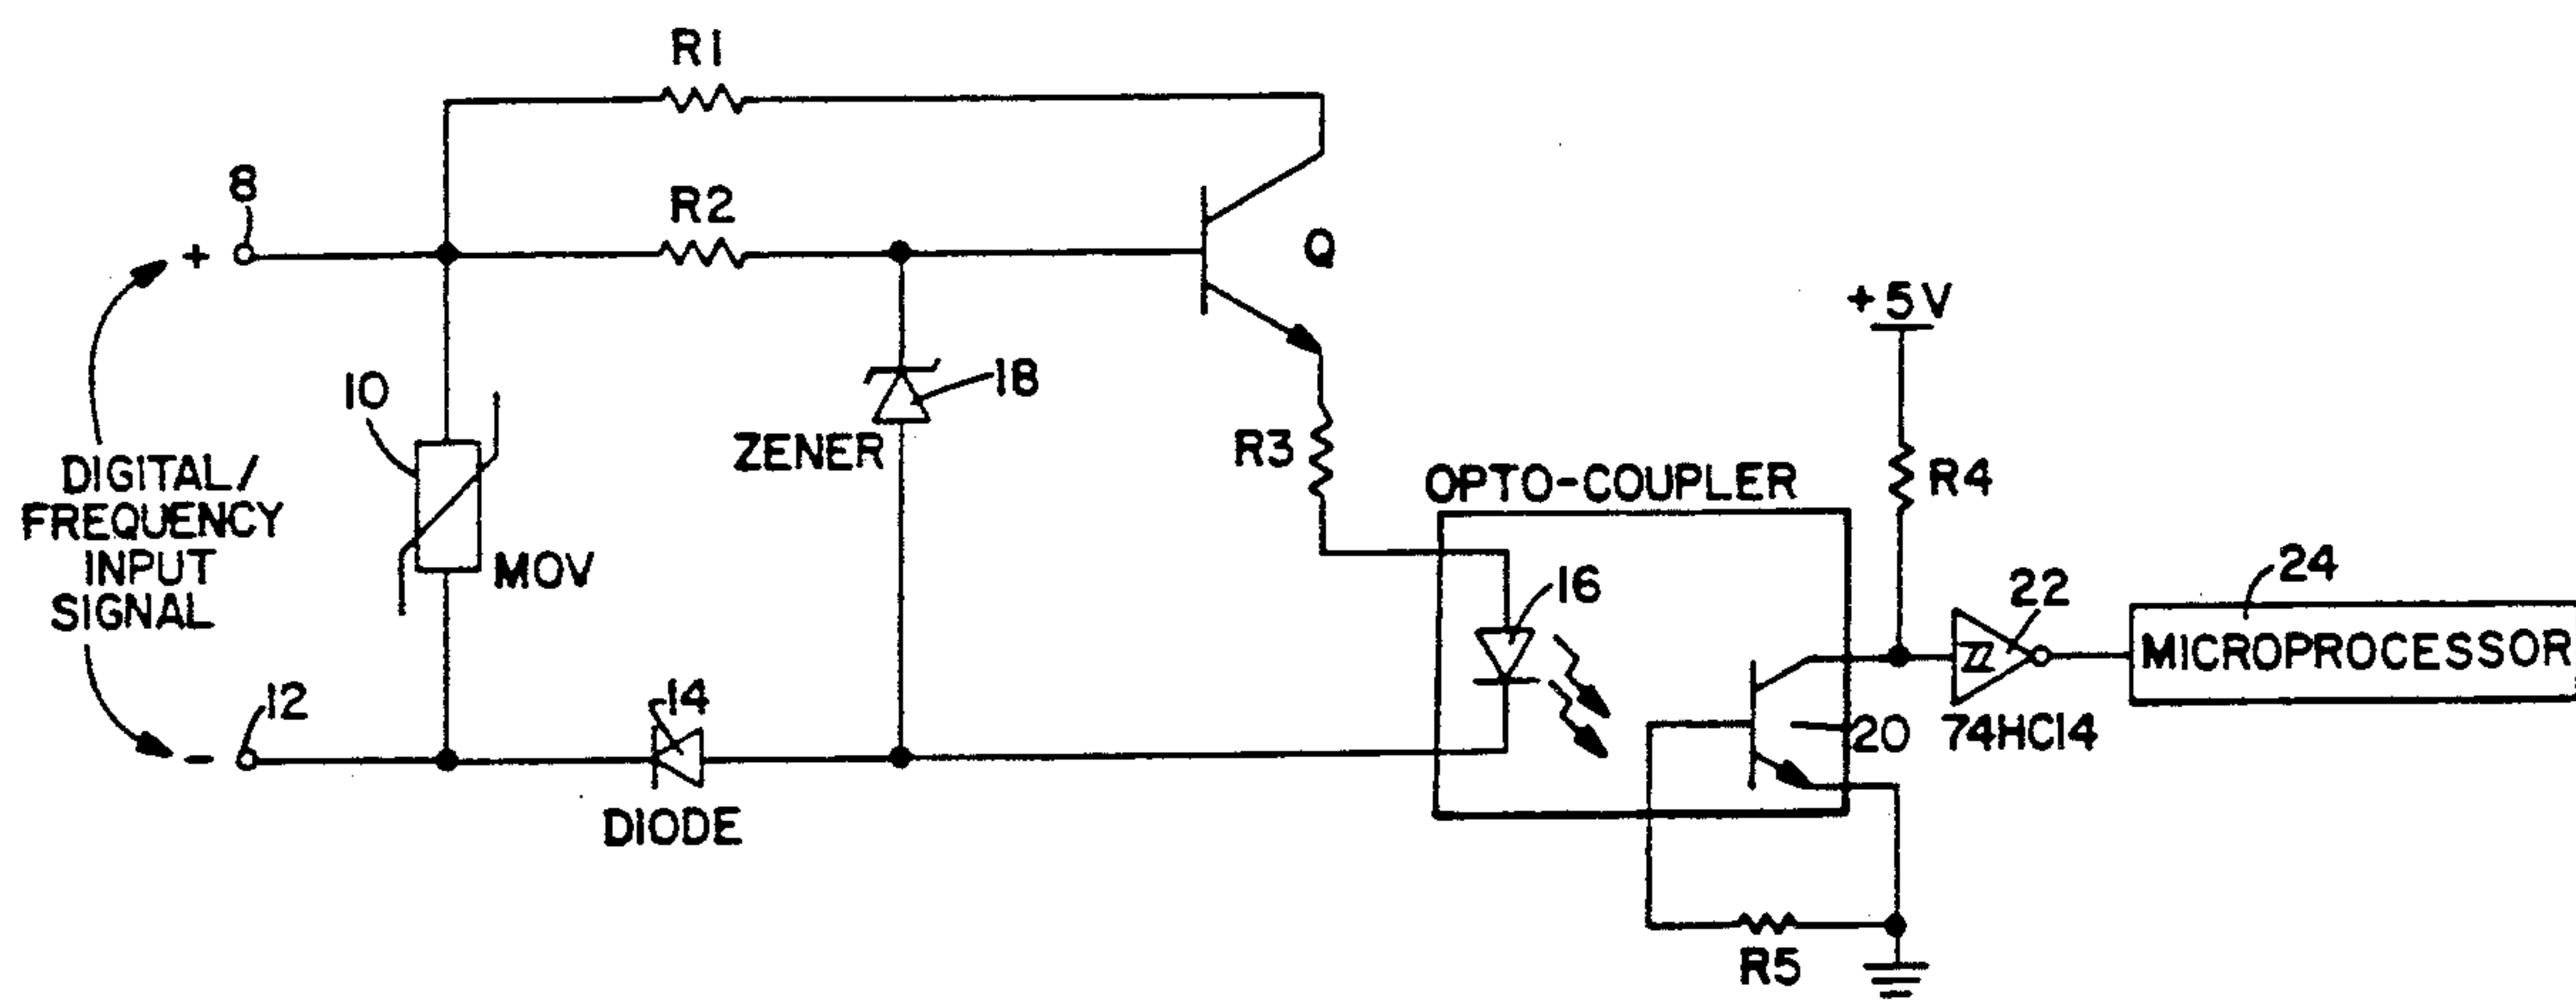 R1
8
R2
+
Q
+5V
10
18
ZENER
R3
R4
DIGITAL/
FREQUENCY
INPUT
SIGNAL
OPTO-COUPLER
MOV
16
22
24
MICROPROCESSOR
12
-
14
20
74HC14
DIODE
R5